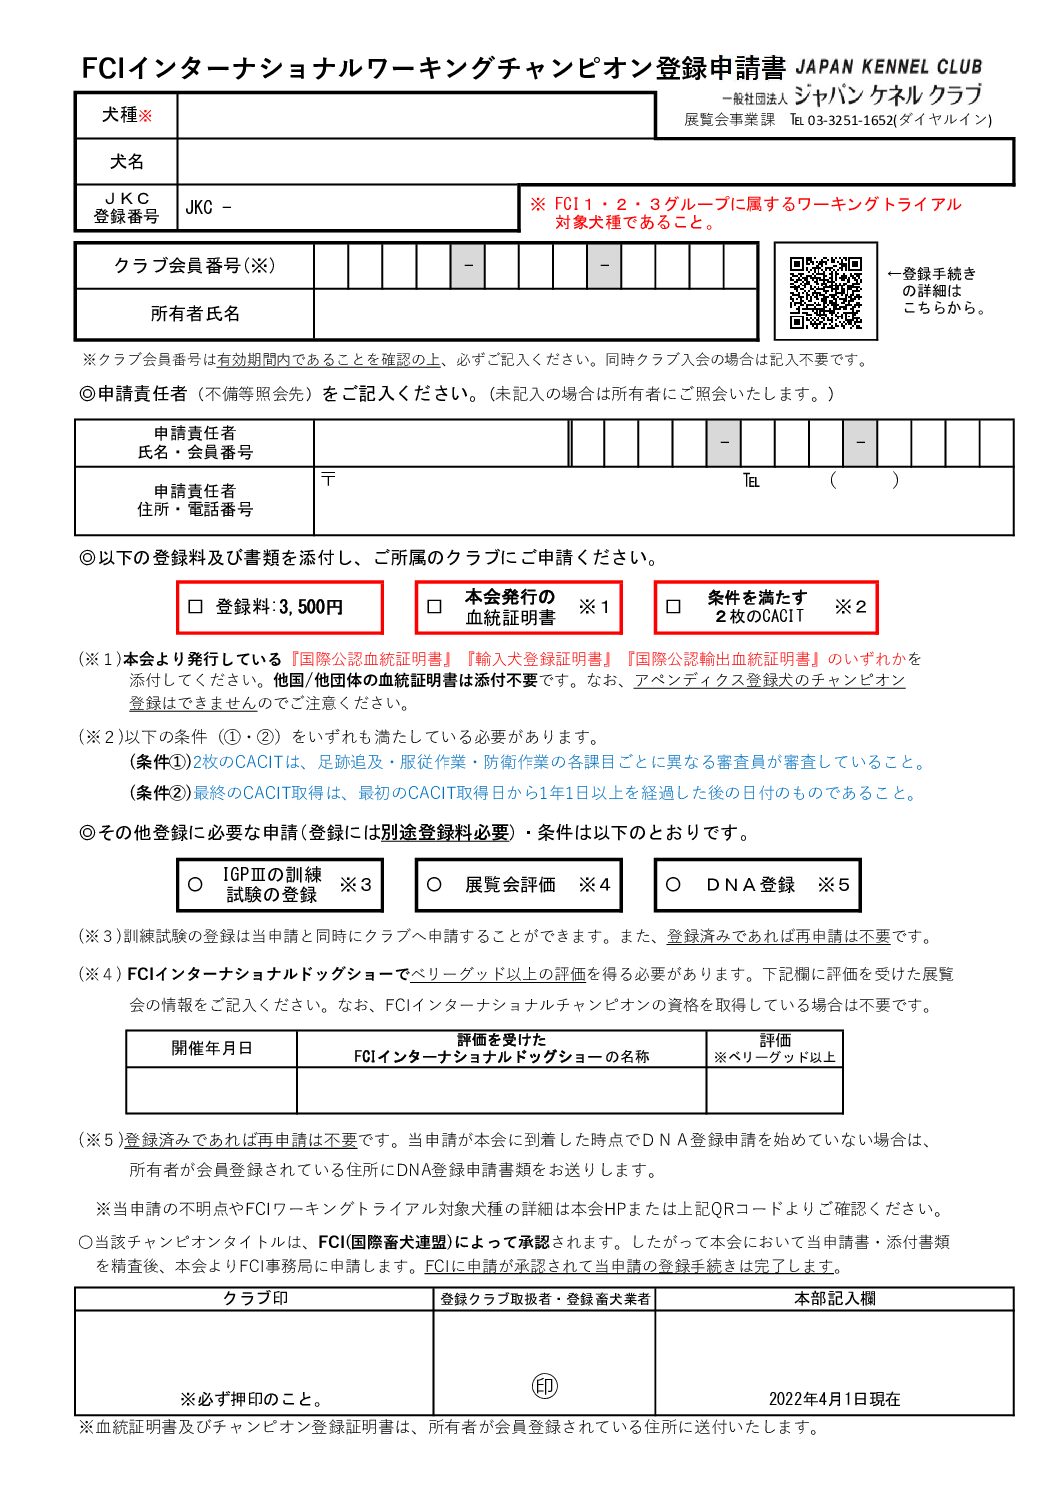 FCIインターナショナルワーキングチャンピオン登録申請書 JAPAN KENNEL CLUB
一般社団法人 ジャパン ケネル クラブ
展覧会事業課 ℡ 03-3251-1652(ダイヤルイン)
犬種※
犬名
ＪＫＣ
登録番号
JKC －
※ FCI１・２・３グループに属するワーキングトライアル
対象犬種であること。
クラブ会員番号(※)
－ －
所有者氏名
←登録手続き
の詳細は
こちらから。
※クラブ会員番号は有効期間内であることを確認の上、必ずご記入ください。同時クラブ入会の場合は記入不要です。
◎申請責任者（不備等照会先）をご記入ください。(未記入の場合は所有者にご照会いたします。)
申請責任者
氏名・会員番号
－ －
申請責任者
住所・電話番号
〒 ℡ （ ）
◎以下の登録料及び書類を添付し、ご所属のクラブにご申請ください。
□ 登録料:3,500円
□ 本会発行の
血統証明書 ※１
□ 条件を満たす
２枚のCACIT ※２
(※１)本会より発行している『国際公認血統証明書』『輸入犬登録証明書』『国際公認輸出血統証明書』のいずれかを
添付してください。他国/他団体の血統証明書は添付不要です。なお、アペンディクス登録犬のチャンピオン
登録はできませんのでご注意ください。
(※２)以下の条件（①・②）をいずれも満たしている必要があります。
(条件①)2枚のCACITは、足跡追及・服従作業・防衛作業の各課目ごとに異なる審査員が審査していること。
(条件②)最終のCACIT取得は、最初のCACIT取得日から1年1日以上を経過した後の日付のものであること。
◎その他登録に必要な申請(登録には別途登録料必要)・条件は以下のとおりです。
○ IGPⅢの訓練
試験の登録 ※３
○ 展覧会評価 ※４
○ ＤＮＡ登録 ※５
(※３)訓練試験の登録は当申請と同時にクラブへ申請することができます。また、登録済みであれば再申請は不要です。
(※４)FCIインターナショナルドッグショーでベリーグッド以上の評価を得る必要があります。下記欄に評価を受けた展覧
会の情報をご記入ください。なお、FCIインターナショナルチャンピオンの資格を取得している場合は不要です。
開催年月日
評価を受けた
FCIインターナショナルドッグショーの名称
評価
※ベリーグッド以上
(※５)登録済みであれば再申請は不要です。当申請が本会に到着した時点でＤＮＡ登録申請を始めていない場合は、
所有者が会員登録されている住所にDNA登録申請書類をお送りします。
※当申請の不明点やFCIワーキングトライアル対象犬種の詳細は本会HPまたは上記QRコードよりご確認ください。
○当該チャンピオンタイトルは、FCI(国際畜犬連盟)によって承認されます。したがって本会において当申請書・添付書類
を精査後、本会よりFCI事務局に申請します。FCIに申請が承認されて当申請の登録手続きは完了します。
クラブ印
登録クラブ取扱者・登録畜犬業者
本部記入欄
※必ず押印のこと。
㊞
2022年4月1日現在
※血統証明書及びチャンピオン登録証明書は、所有者が会員登録されている住所に送付いたします。